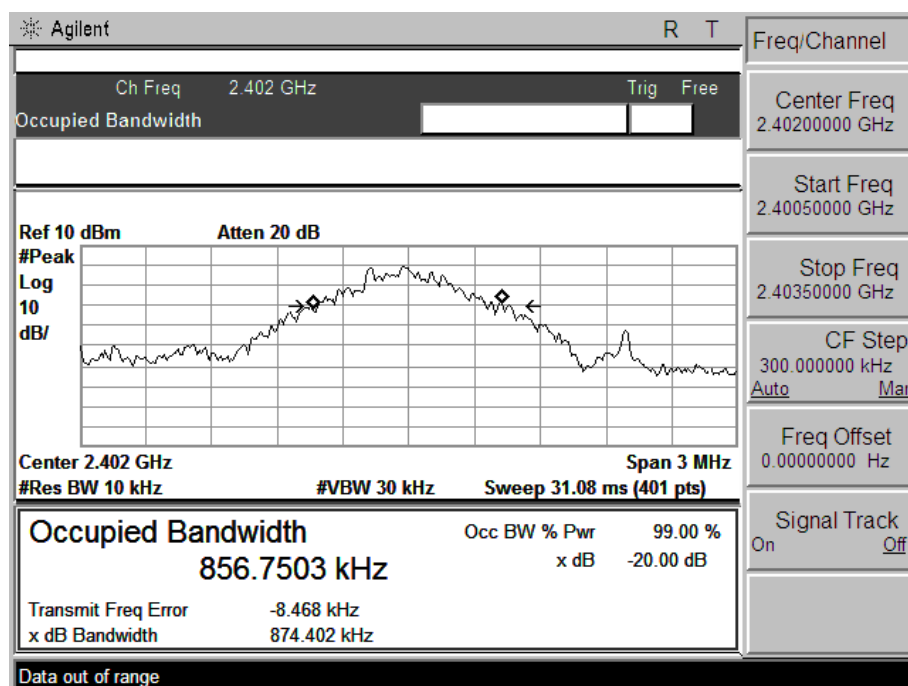 Agilent R T
Ch Freq 2.402 GHz Trig Free
Occupied Bandwidth
Ref 10 dBm Atten 20 dB
#Peak
Log
10
dB/
Center 2.402 GHz Span 3 MHz
#Res BW 10 kHz #VBW 30 kHz Sweep 31.08 ms (401 pts)
Occupied Bandwidth Occ BW % Pwr 99.00 %
856.7503 kHz x dB -20.00 dB
Transmit Freq Error -8.468 kHz
x dB Bandwidth 874.402 kHz
Data out of range
Freq/Channel
Center Freq
2.40200000 GHz
Start Freq
2.40050000 GHz
Stop Freq
2.40350000 GHz
CF Step
300.000000 kHz
Auto Mar
Freq Offset
0.00000000 Hz
Signal Track
On Off